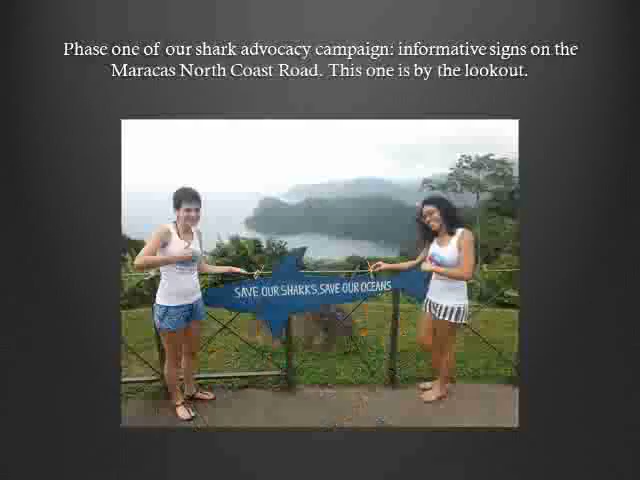 Phase one of our shark advocacy campaign: informative signs on the
Maracas North Coast Road. This one is by the lookout.
SAVE OUR SHARKS, SAVE OUR OCEANS